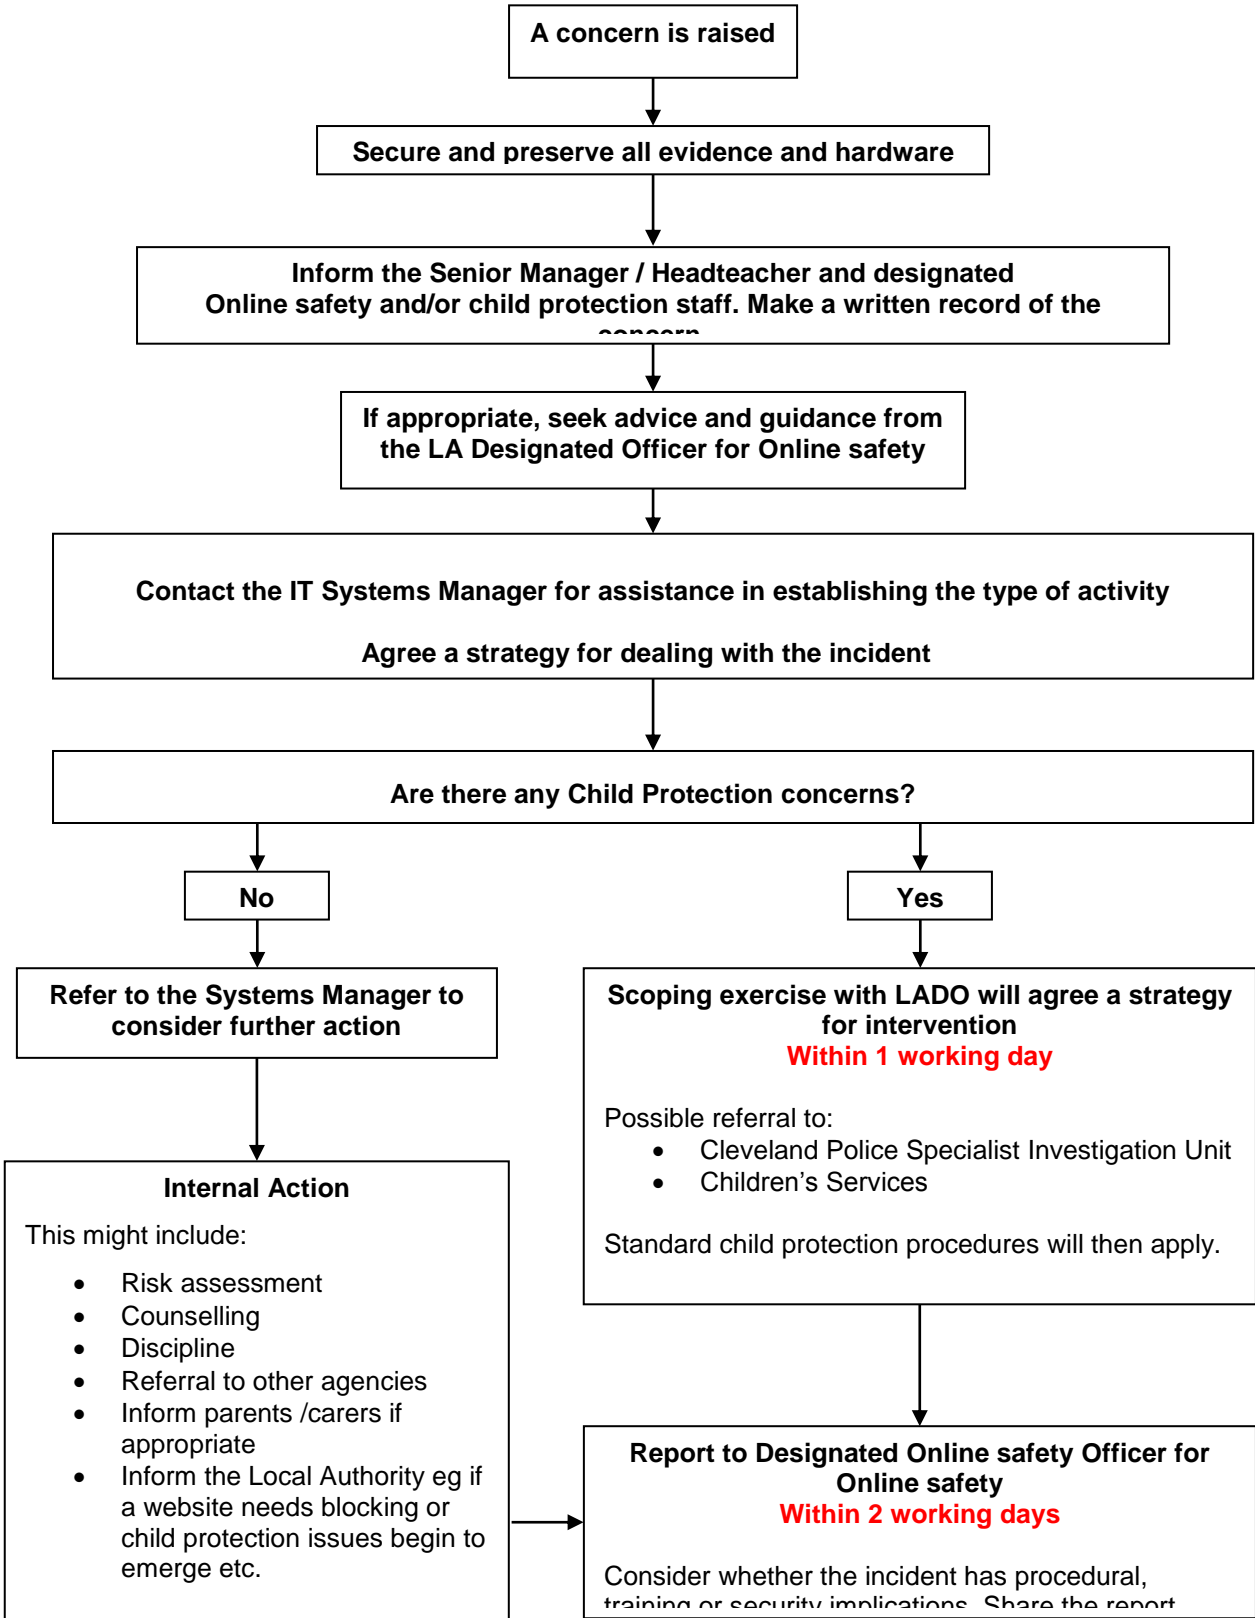 A concern is raised
Secure and preserve all evidence and hardware
Inform the Senior Manager / Headteacher and designated
Online safety and/or child protection staff. Make a written record of the
concern
If appropriate, seek advice and guidance from
the LA Designated Officer for Online safety
Contact the IT Systems Manager for assistance in establishing the type of activity
Agree a strategy for dealing with the incident
Are there any Child Protection concerns?
No
Yes
Refer to the Systems Manager to
consider further action
Scoping exercise with LADO will agree a strategy
for intervention
Within 1 working day
Possible referral to:
• Cleveland Police Specialist Investigation Unit
• Children’s Services
Standard child protection procedures will then apply.
Internal Action
This might include:
• Risk assessment
• Counselling
• Discipline
• Referral to other agencies
• Inform parents /carers if
appropriate
• Inform the Local Authority eg if
a website needs blocking or
child protection issues begin to
emerge etc.
Report to Designated Online safety Officer for
Online safety
Within 2 working days
Consider whether the incident has procedural,
training or security implications. Share the report